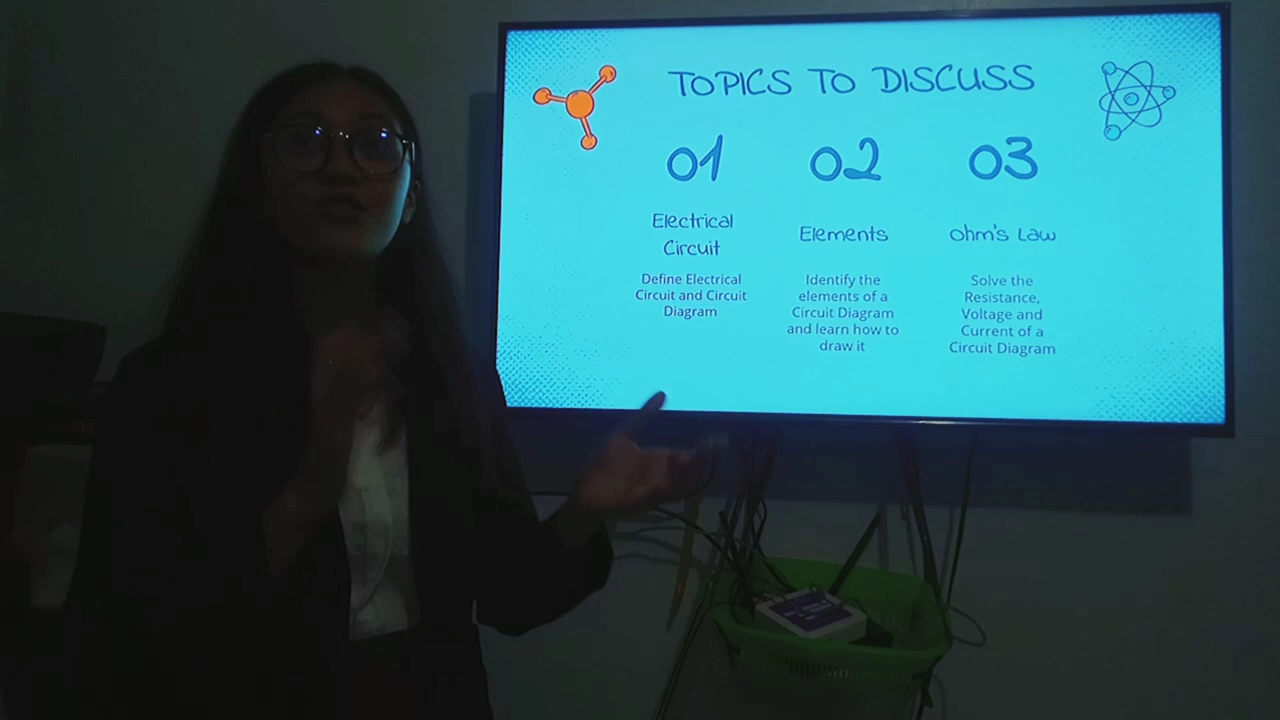 TOPICS TO DISCUSS
01
Electrical
Circuit
Define Electrical
Circuit and Circuit
Diagram
02
Elements
Identify the
elements of a
Circuit Diagram
and learn how to
draw it
03
Ohm's Law
Solve the
Resistance,
Voltage and
Current of a
Circuit Diagram